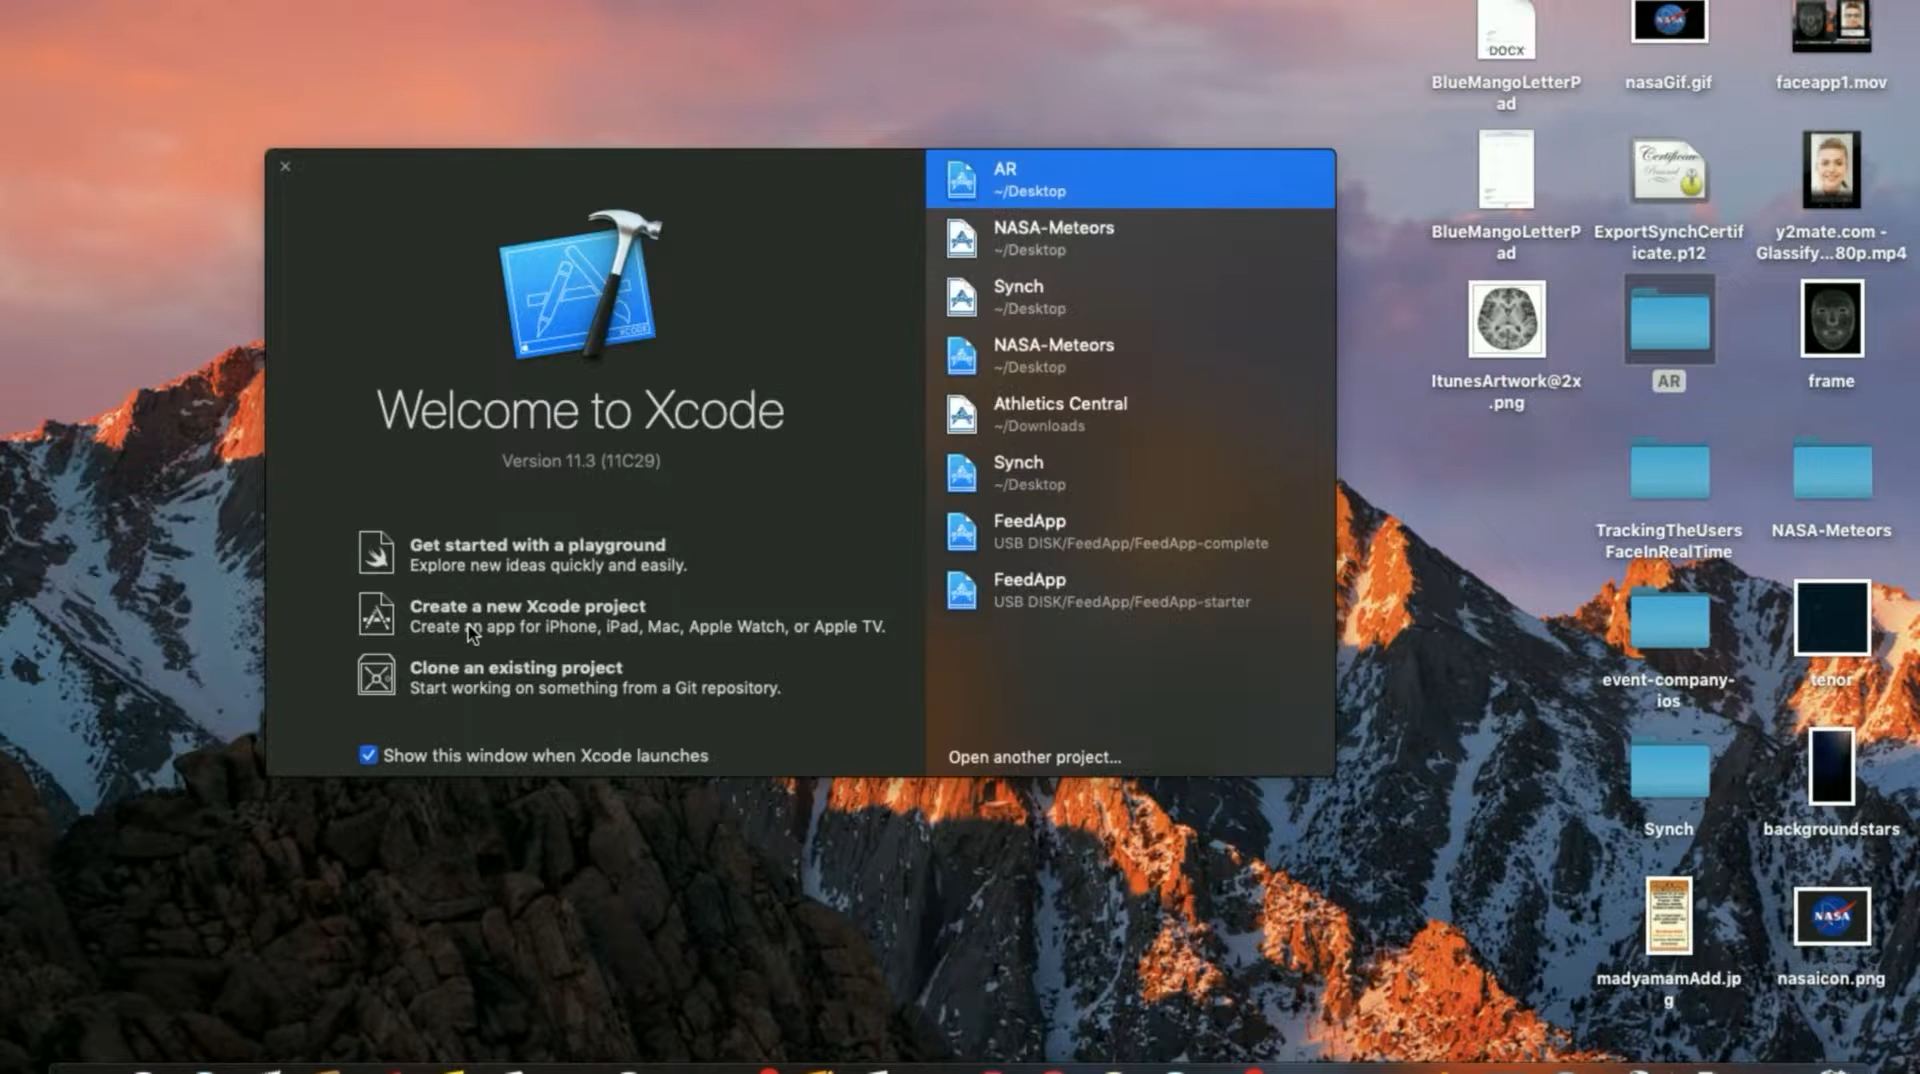 Welcome to Xcode
Version 11.3 (11C29)
Get started with a playground
Explore new ideas quickly and easily.
Create a new Xcode project
Create an app for iPhone, iPad, Mac, Apple Watch, or Apple TV.
Clone an existing project
Start working on something from a Git repository.
Show this window when Xcode launches
AR
~/Desktop
NASA-Meteors
~/Desktop
Synch
~/Desktop
NASA-Meteors
~/Desktop
Athletics Central
~/Downloads
Synch
~/Desktop
FeedApp
USB DISK/FeedApp/FeedApp-complete
FeedApp
USB DISK/FeedApp/FeedApp-starter
Open another project...
DOCX
BlueMangoLetterP
ad
NASA
nasaGif.gif
faceapp1.mov
BlueMangoLetterP
ad
ExportSynchCertif
icate.p12
y2mate.com -
Glassify...80p.mp4
ItunesArtwork@2x
.png
AR
frame
TrackingTheUsers
FaceInRealTime
NASA-Meteors
event-company-
ios
tenor
Synch
backgroundstars
madyamamAdd.jp
g
NASA
nasaicon.png